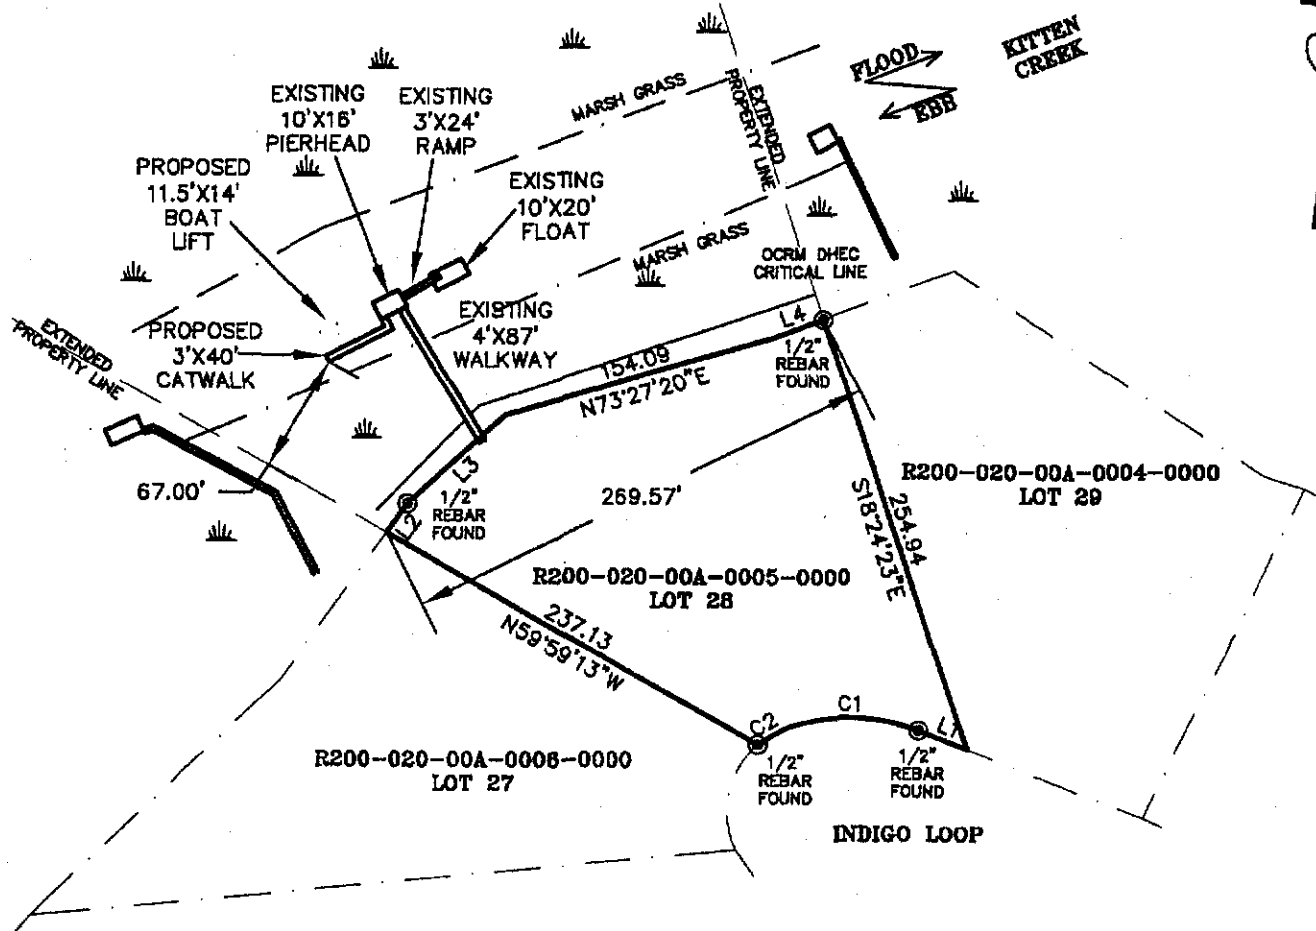 KITTEN
CREEK
FLOOD
EBB
MARSH GRASS
EXTENDED
PROPERTY LINE
EXISTING
10'X16'
PIERHEAD
EXISTING
3'X24'
RAMP
PROPOSED
11.5'X14'
BOAT
LIFT
EXISTING
10'X20'
FLOAT
MARSH GRASS
OCRM DHEC
CRITICAL LINE
EXTENDED
PROPERTY LINE
PROPOSED
3'X40'
CATWALK
EXISTING
4'X87'
WALKWAY
L4
1/2"
REBAR
FOUND
154.09
N73°27'20"E
67.00'
L3
1/2"
REBAR
FOUND
L2
269.57'
R200-020-00A-0004-0000
LOT 29
254.94
S18°24'23"E
R200-020-00A-0005-0000
LOT 28
237.13
N59°59'13"W
C2
C1
L1
1/2"
REBAR
FOUND
1/2"
REBAR
FOUND
R200-020-00A-0006-0000
LOT 27
INDIGO LOOP